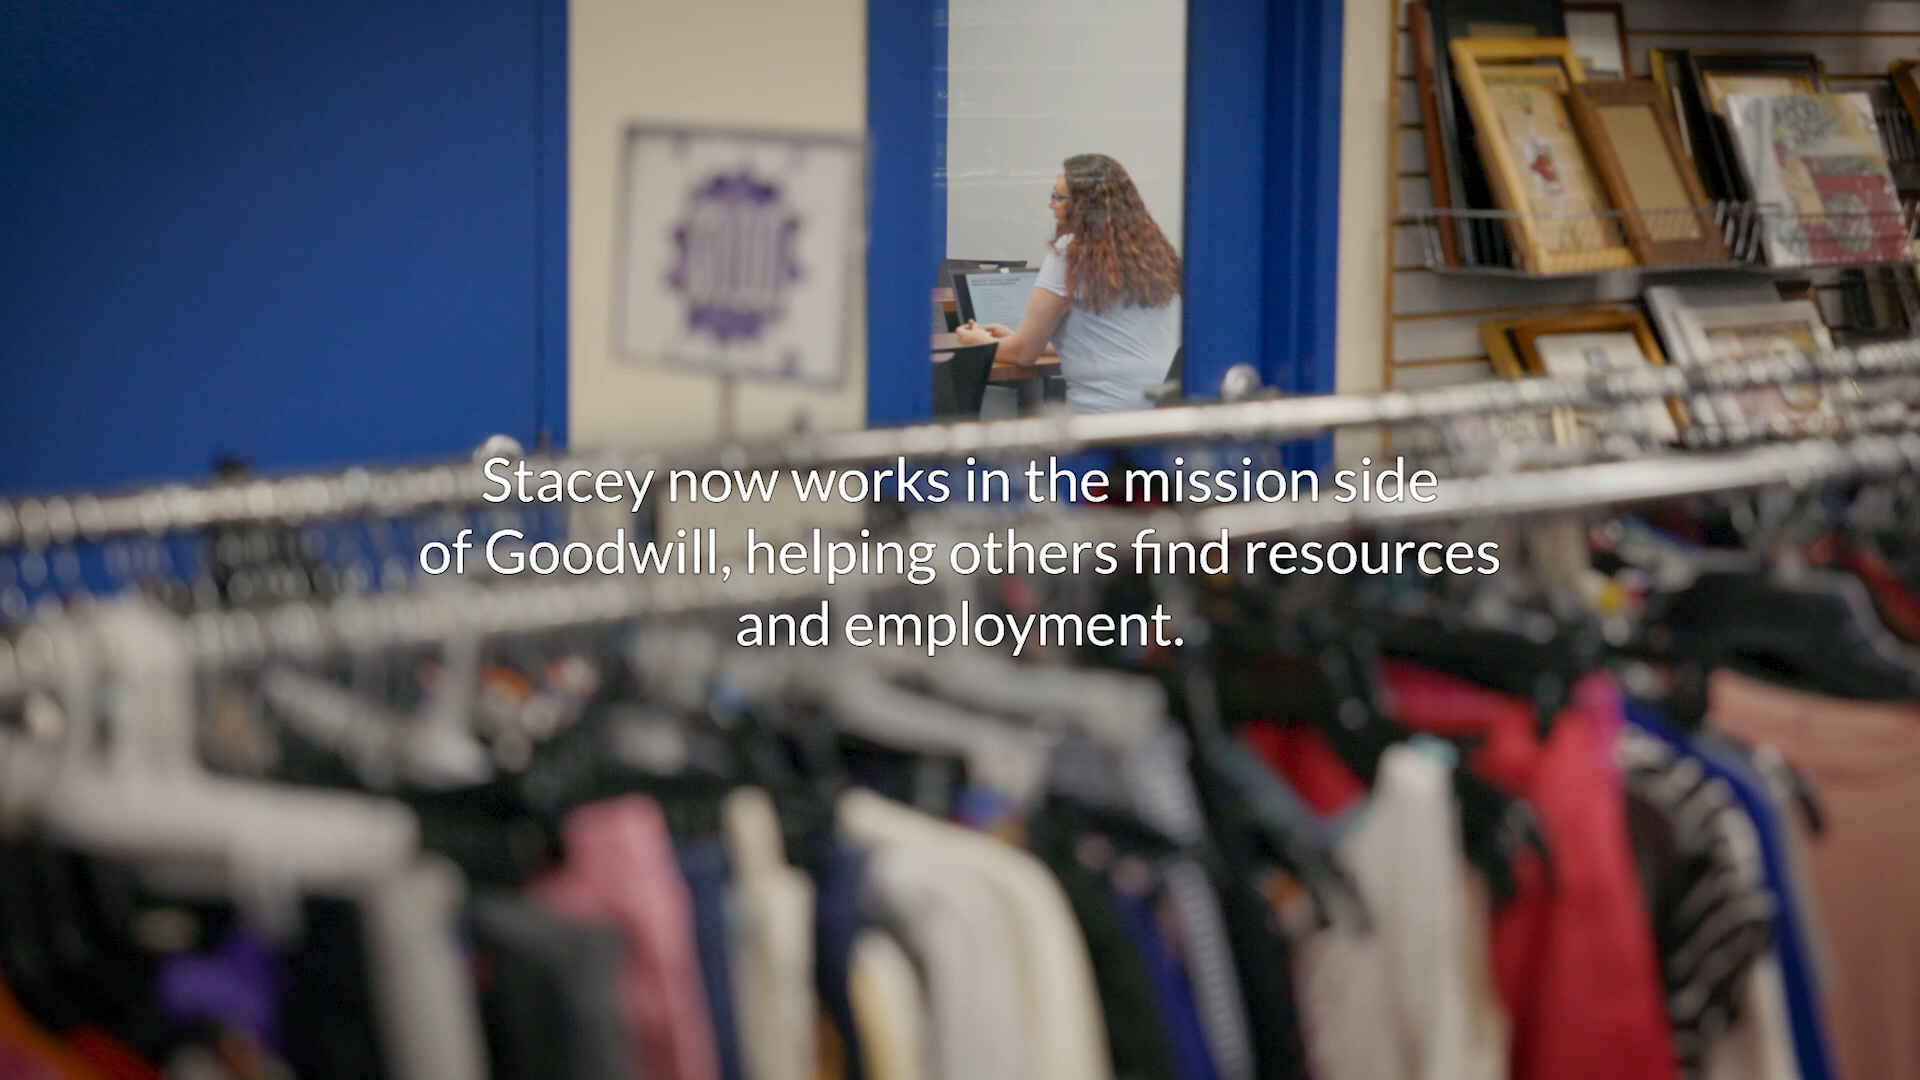 Stacey now works in the mission side
of Goodwill, helping others find resources
and employment.